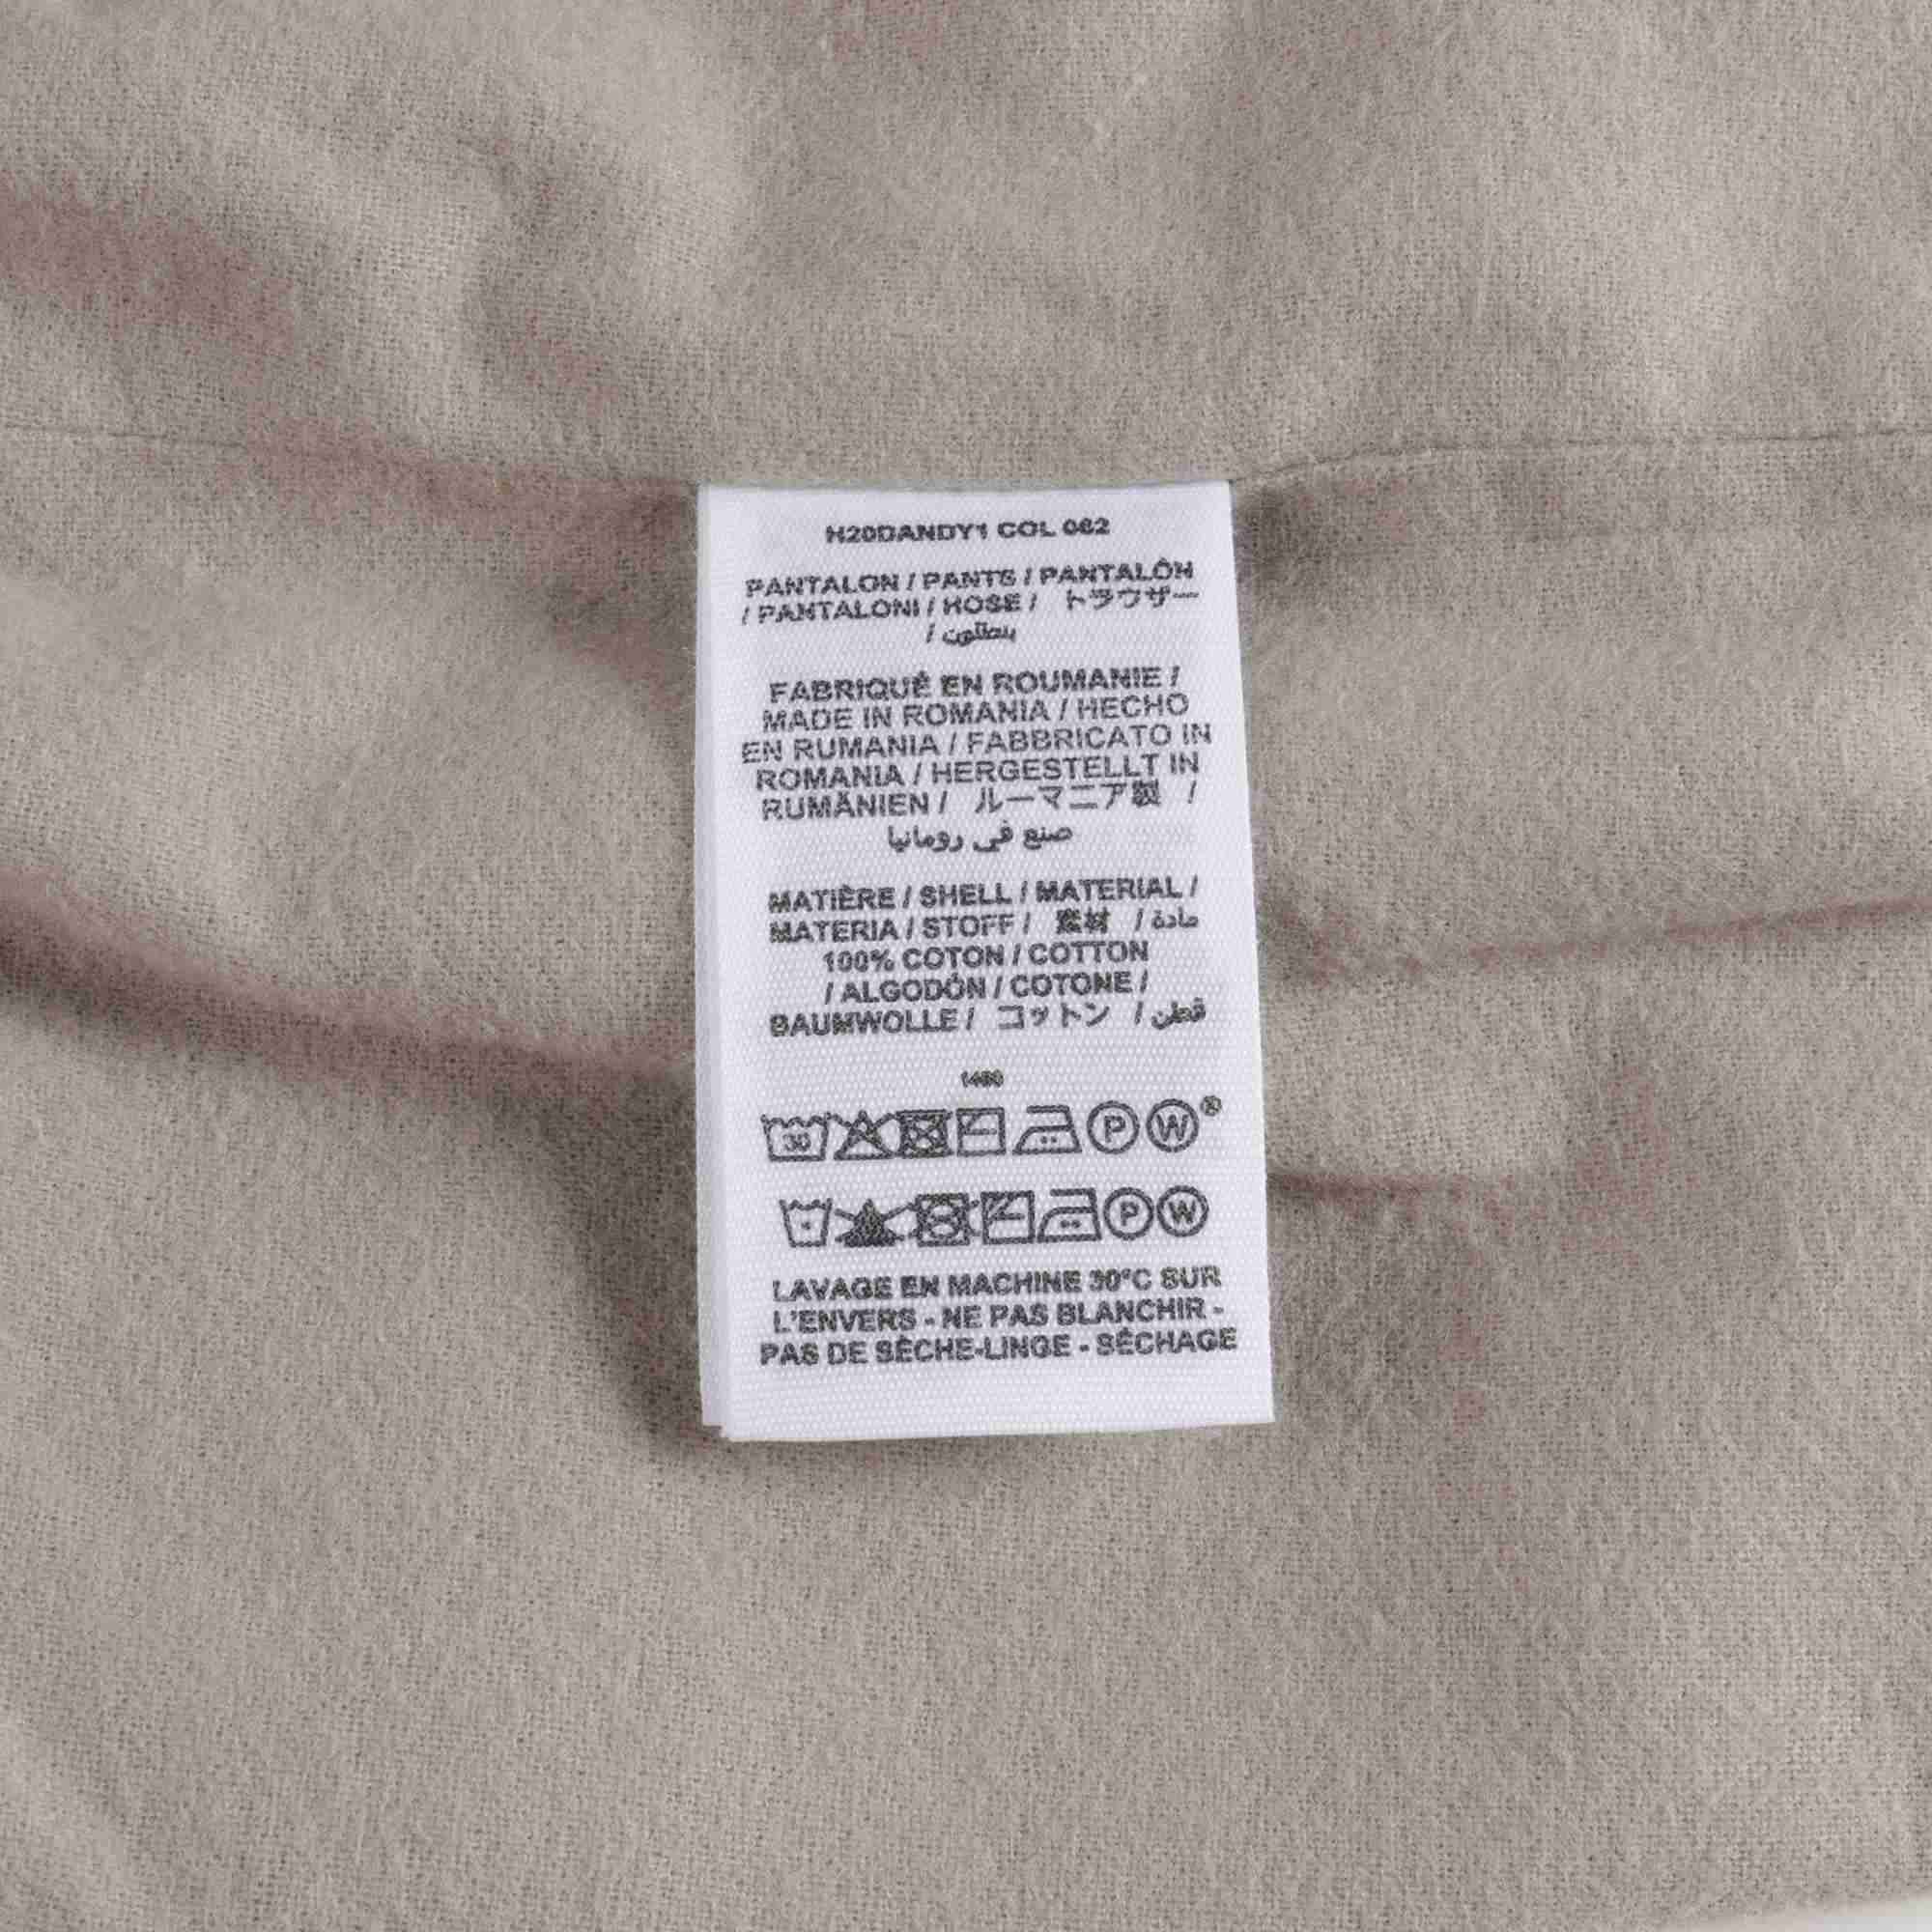 H20DANDY1 COL 062
PANTALON / PANTS / PANTALÓN
/ PANTALONI / HOSE / トラウザー
/ بنطلون
FABRIQUÉ EN ROUMANIE /
MADE IN ROMANIA / HECHO
EN RUMANIA / FABBRICATO IN
ROMANIA / HERGESTELLT IN
RUMÄNIEN / ルーマニア製 /
صنع في رومانيا
MATIÈRE / SHELL / MATERIAL /
MATERIA / STOFF / 素材 / مادة
100% COTON / COTTON
/ ALGODÓN / COTONE /
BAUMWOLLE / コットン / قطن
30 P W ®
P W
LAVAGE EN MACHINE 30°C SUR
L'ENVERS - NE PAS BLANCHIR -
PAS DE SÈCHE-LINGE - SÉCHAGE